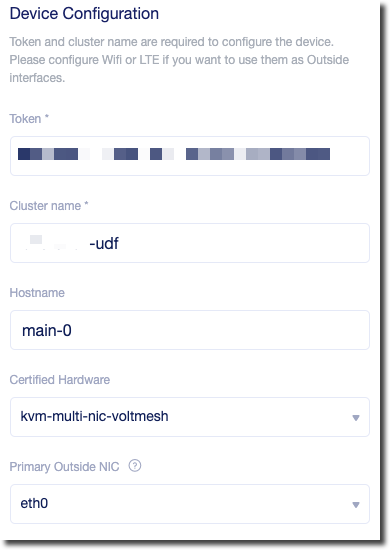 Device Configuration
Token and cluster name are required to configure the device.
Please configure Wifi or LTE if you want to use them as Outside
interfaces.
Token *
Cluster name *
-udf
Hostname
main-0
Certified Hardware
kvm-multi-nic-voltmesh
Primary Outside NIC ?
eth0